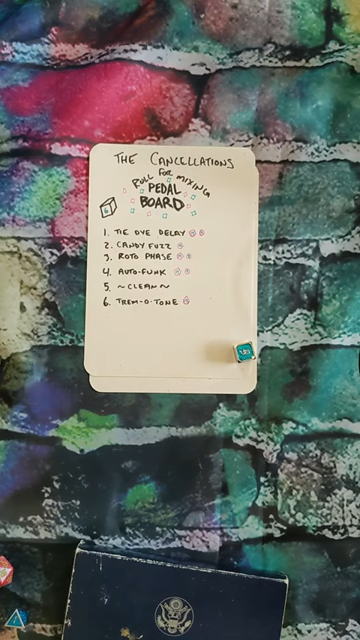 THE CANCELLATIONS
ROLL FOR MIXING
PEDAL
BOARD
1. TIE DYE DELAY
2. CANDY FUZZ
3. ROTO PHASE
4. AUTO-FUNK
5. ~CLEAN~
6. TREM-O-TONE